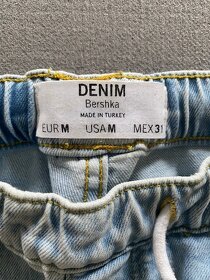 DENIM
Bershka
MADE IN TURKEY
EUR M USA M MEX 31